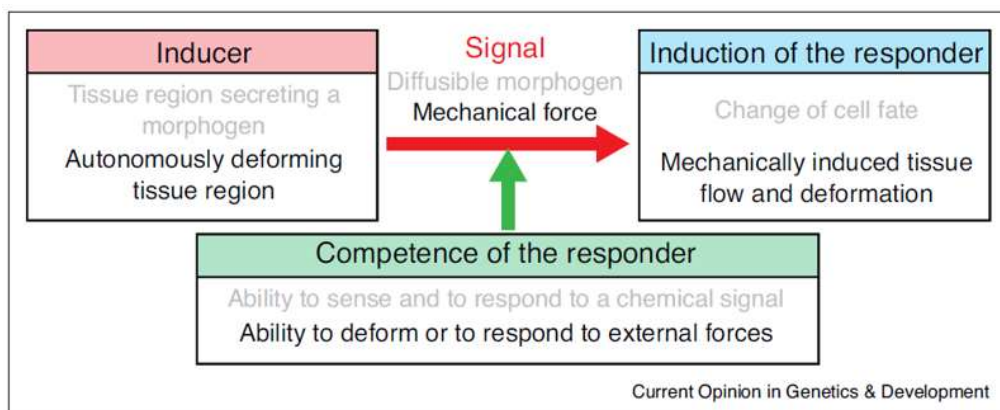 Inducer
Tissue region secreting a
morphogen
Autonomously deforming
tissue region
Signal
Diffusible morphogen
Mechanical force
Induction of the responder
Change of cell fate
Mechanically induced tissue
flow and deformation
Competence of the responder
Ability to sense and to respond to a chemical signal
Ability to deform or to respond to external forces
Current Opinion in Genetics & Development